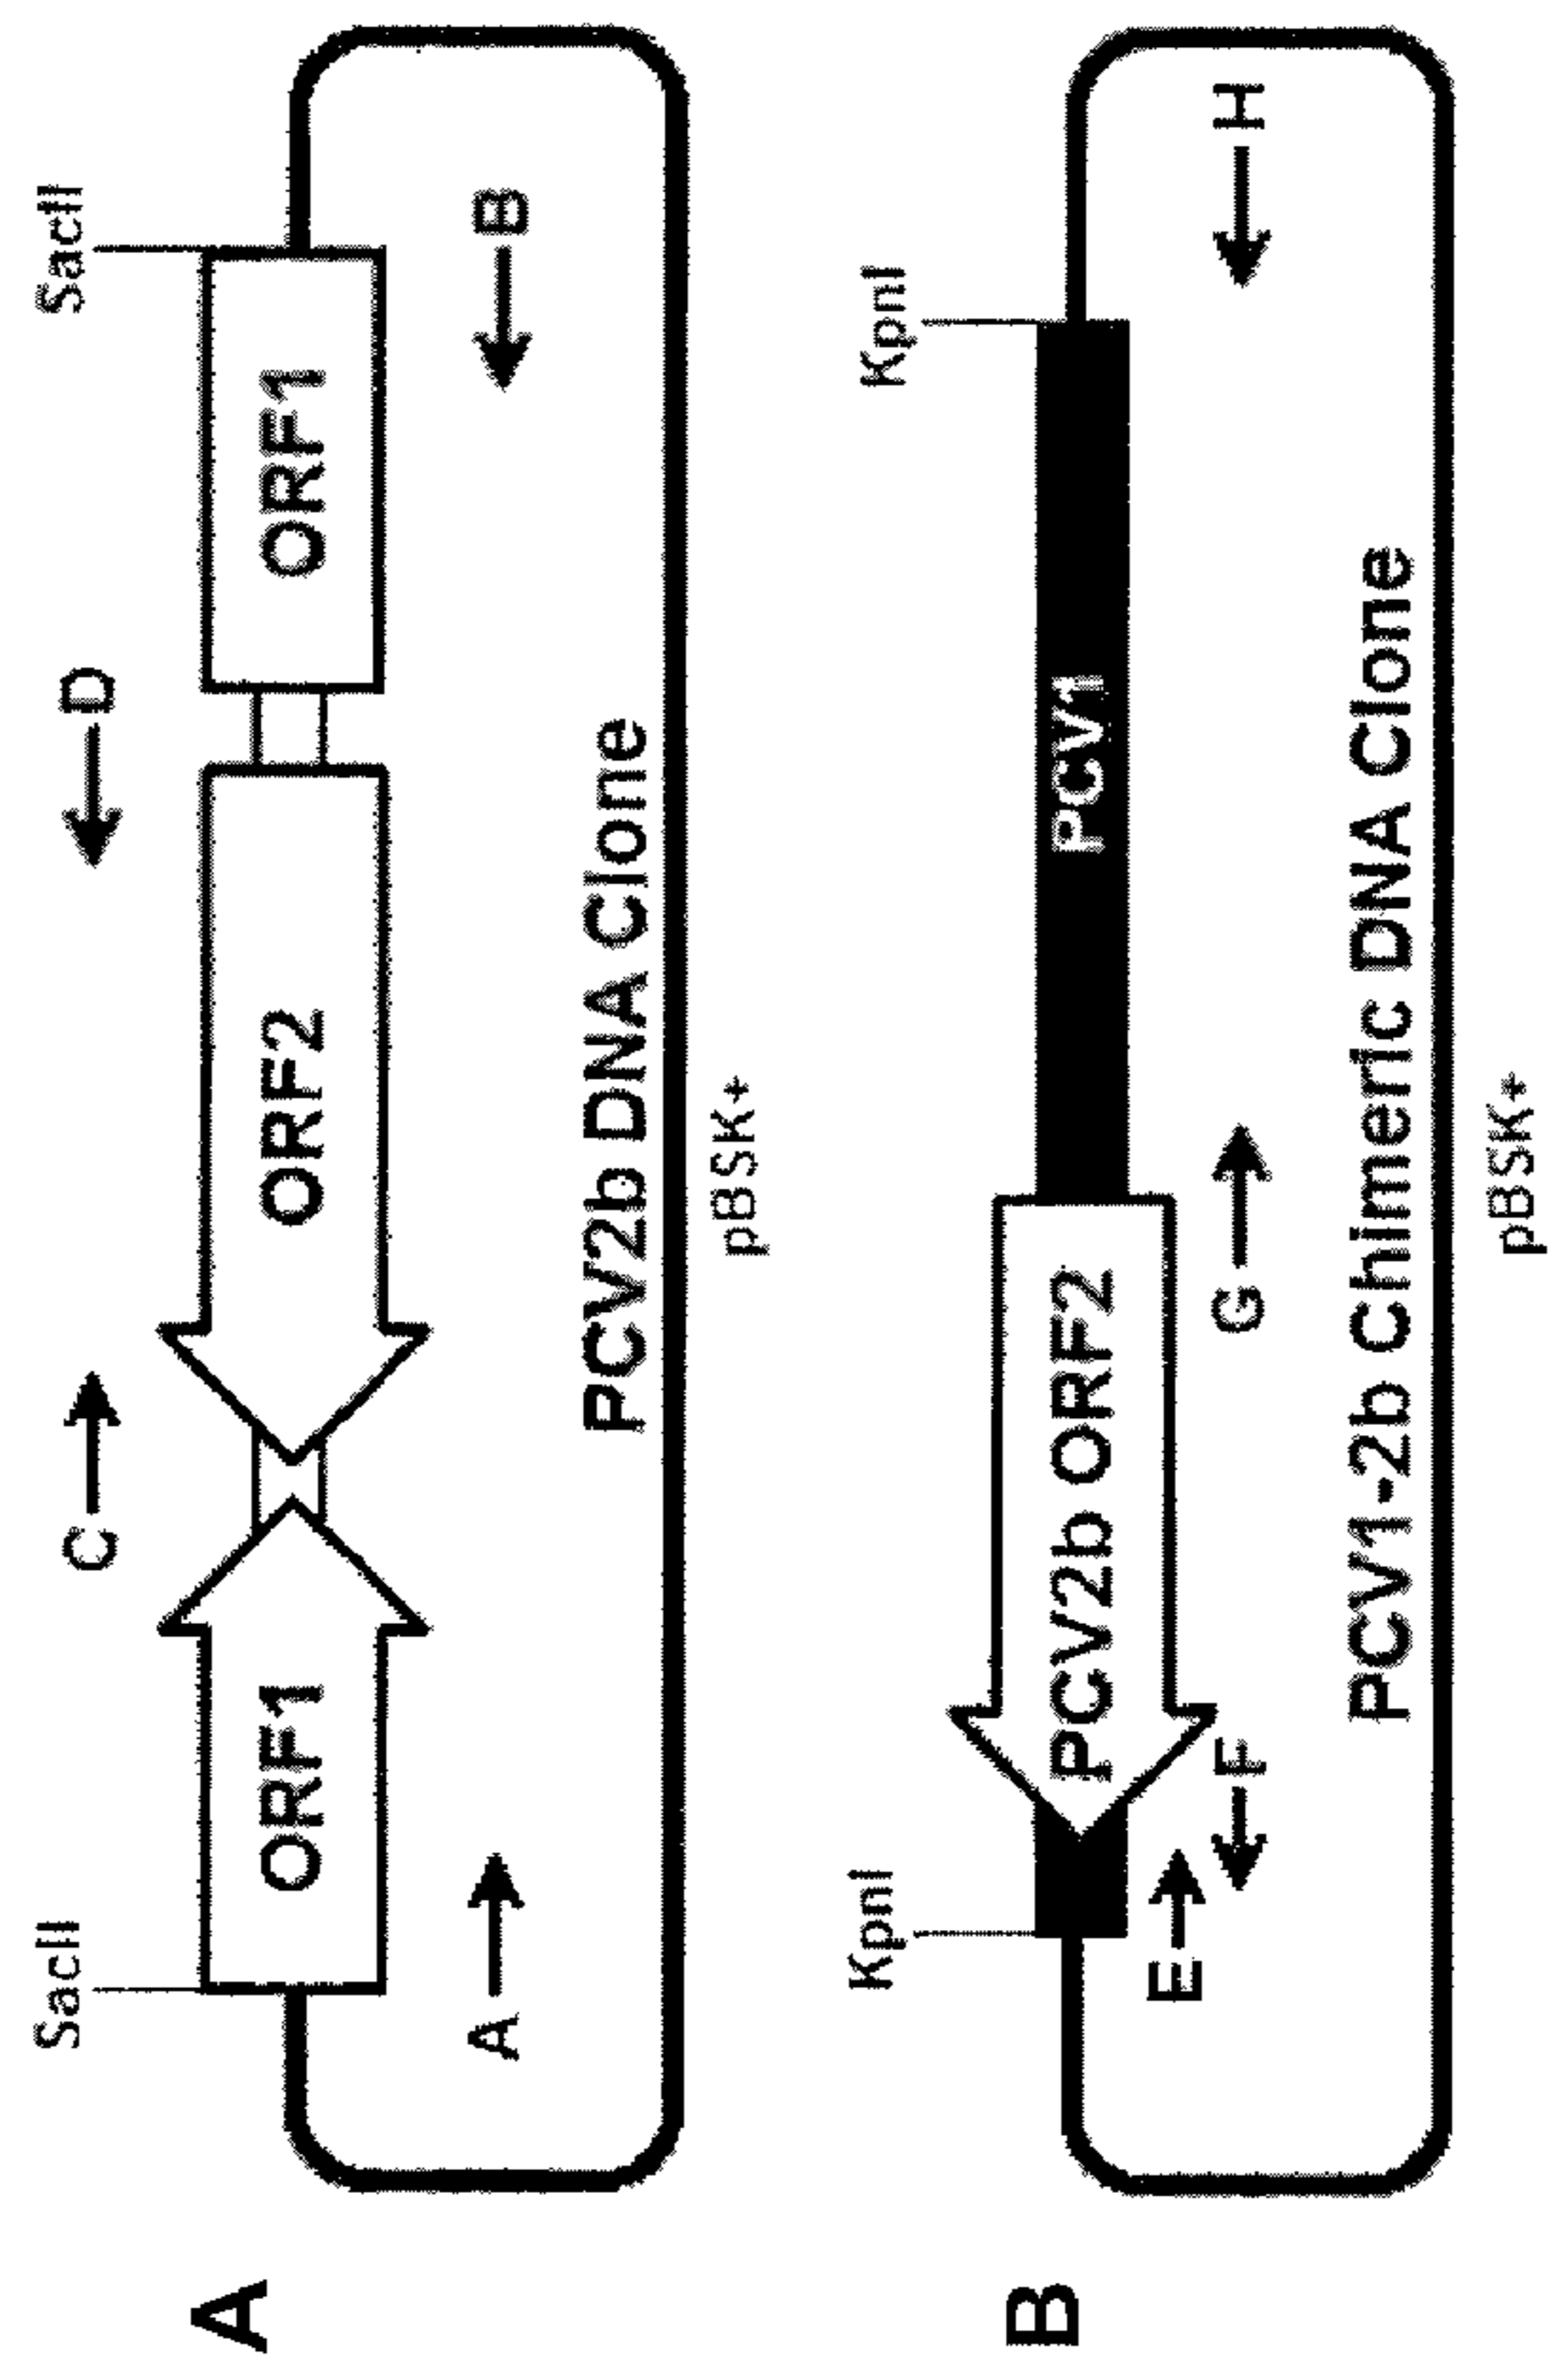 A
SacII
SacII
C
D
ORF1
ORF2
ORF1
A
B
PCV2b DNA Clone
pBSK+
B
KpnI
KpnI
PCV2b ORF2
PCV1
E
F
G
H
PCV1-2b Chimeric DNA Clone
pBSK+